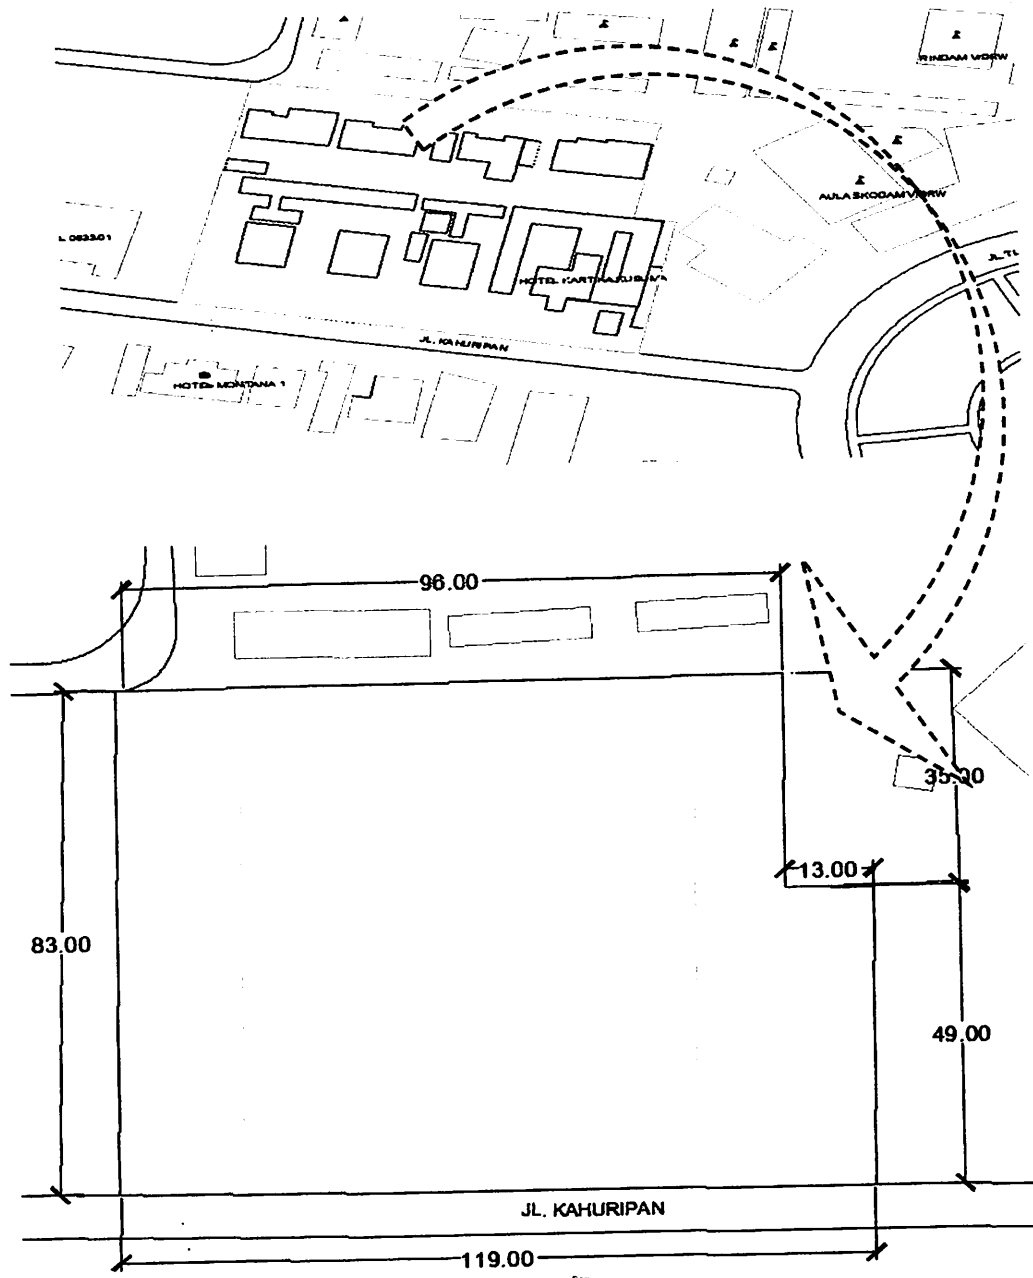 RINDAM V/BRW
AULA SKODAM V/BRW
JL. KAHURIPAN
HOTEL MONTANA 1
96.00
35.00
13.00
83.00
49.00
JL. KAHURIPAN
119.00